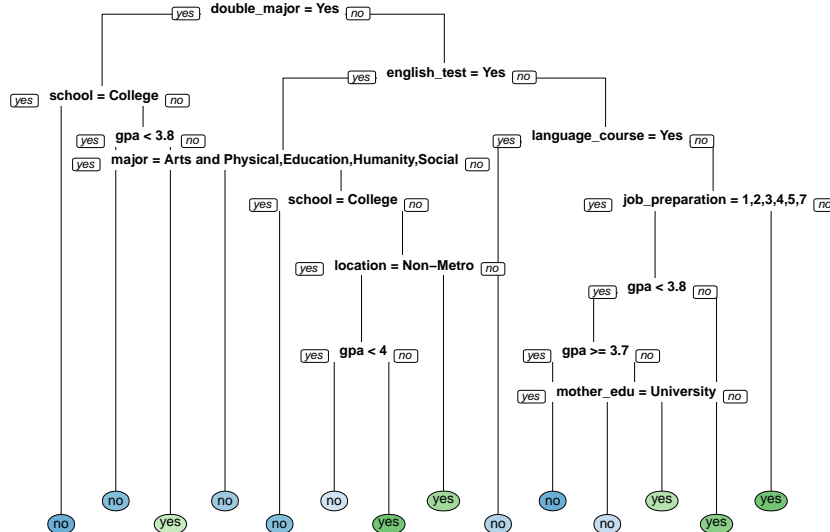 yes double_major = Yes no
yes english_test = Yes no
yes school = College no
yes gpa < 3.8 no
yes language_course = Yes no
yes major = Arts and Physical,Education,Humanity,Social no
yes school = College no
yes job_preparation = 1,2,3,4,5,7 no
yes location = Non−Metro no
yes gpa < 3.8 no
yes gpa < 4 no
yes gpa >= 3.7 no
yes mother_edu = University no
no no no no yes no yes yes
no yes no yes no no yes